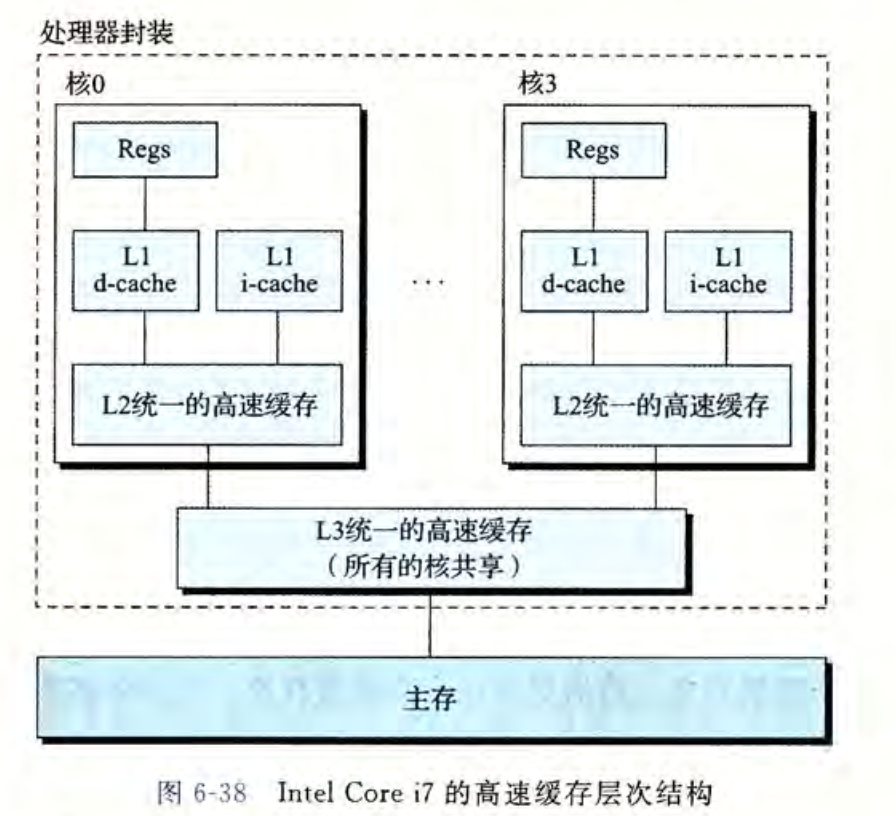 处理器封装
核0
核3
Regs
Regs
L1
d-cache
L1
i-cache
...
L1
d-cache
L1
i-cache
L2统一的高速缓存
L2统一的高速缓存
L3统一的高速缓存
（所有的核共享）
主存
图 6-38 Intel Core i7 的高速缓存层次结构